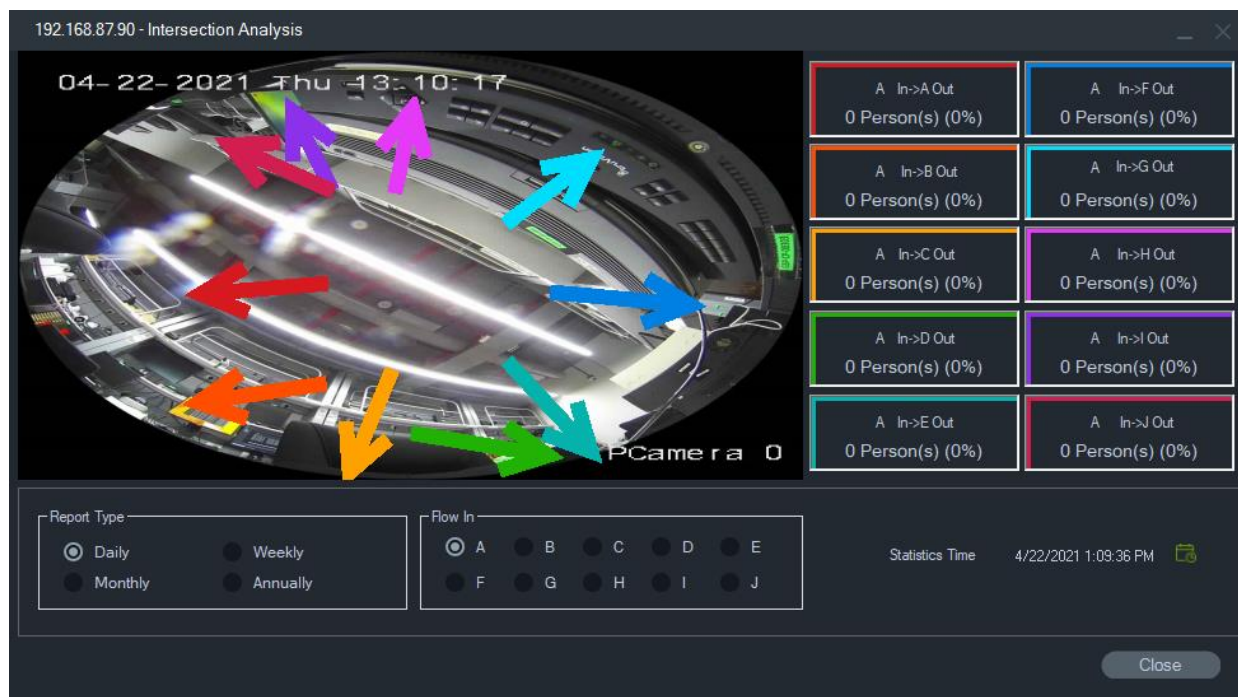 192.168.87.90 - Intersection Analysis
04-22-2021 Thu 13:10:17
PCamera 0
A In->A Out
0 Person(s) (0%)
A In->F Out
0 Person(s) (0%)
A In->B Out
0 Person(s) (0%)
A In->G Out
0 Person(s) (0%)
A In->C Out
0 Person(s) (0%)
A In->H Out
0 Person(s) (0%)
A In->D Out
0 Person(s) (0%)
A In->I Out
0 Person(s) (0%)
A In->E Out
0 Person(s) (0%)
A In->J Out
0 Person(s) (0%)
Report Type
Daily Weekly
Monthly Annually
Flow In
A B C D E
F G H I J
Statistics Time 4/22/2021 1:09:36 PM
Close